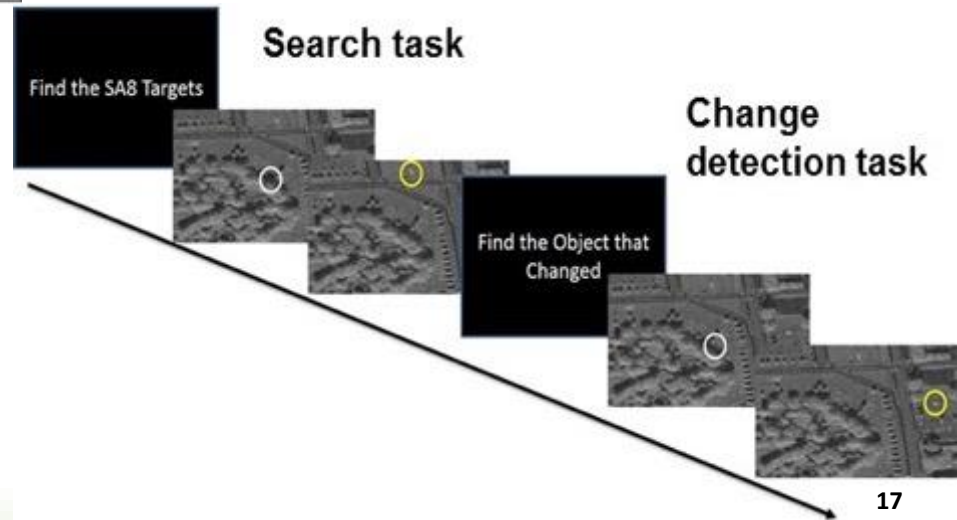 Search task
Find the SA8 Targets
Change
detection task
Find the Object that
Changed
17